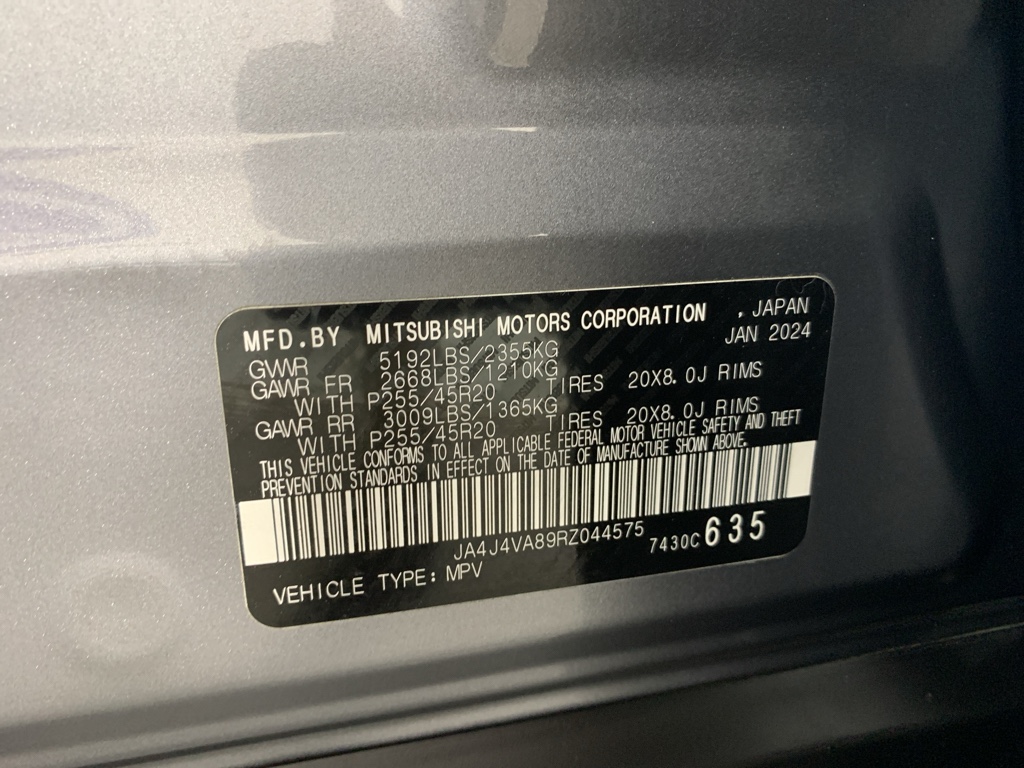 MFD.BY MITSUBISHI MOTORS CORPORATION , JAPAN
JAN 2024
GVWR 5192LBS/2355KG
GAWR FR 2668LBS/1210KG
WITH P255/45R20 TIRES 20X8.0J RIMS
GAWR RR 3009LBS/1365KG
WITH P255/45R20 TIRES 20X8.0J RIMS
THIS VEHICLE CONFORMS TO ALL APPLICABLE FEDERAL MOTOR VEHICLE SAFETY AND THEFT
PREVENTION STANDARDS IN EFFECT ON THE DATE OF MANUFACTURE SHOWN ABOVE.
JA4J4VA89RZ044575 7430C 635
VEHICLE TYPE: MPV